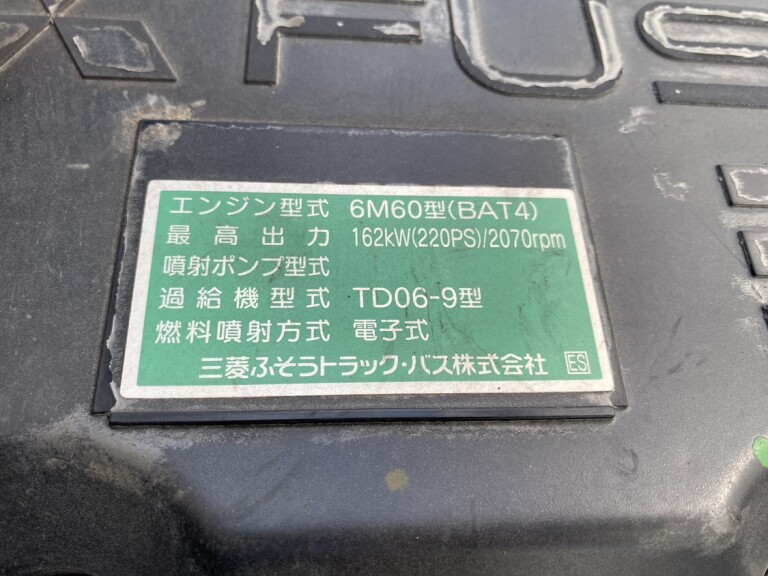 FUS
エンジン型式 6M60型(BAT4)
最高出力 162kW(220PS)/2070rpm
噴射ポンプ型式
過給機型式 TD06-9型
燃料噴射方式 電子式
三菱ふそうトラック・バス株式会社 ES